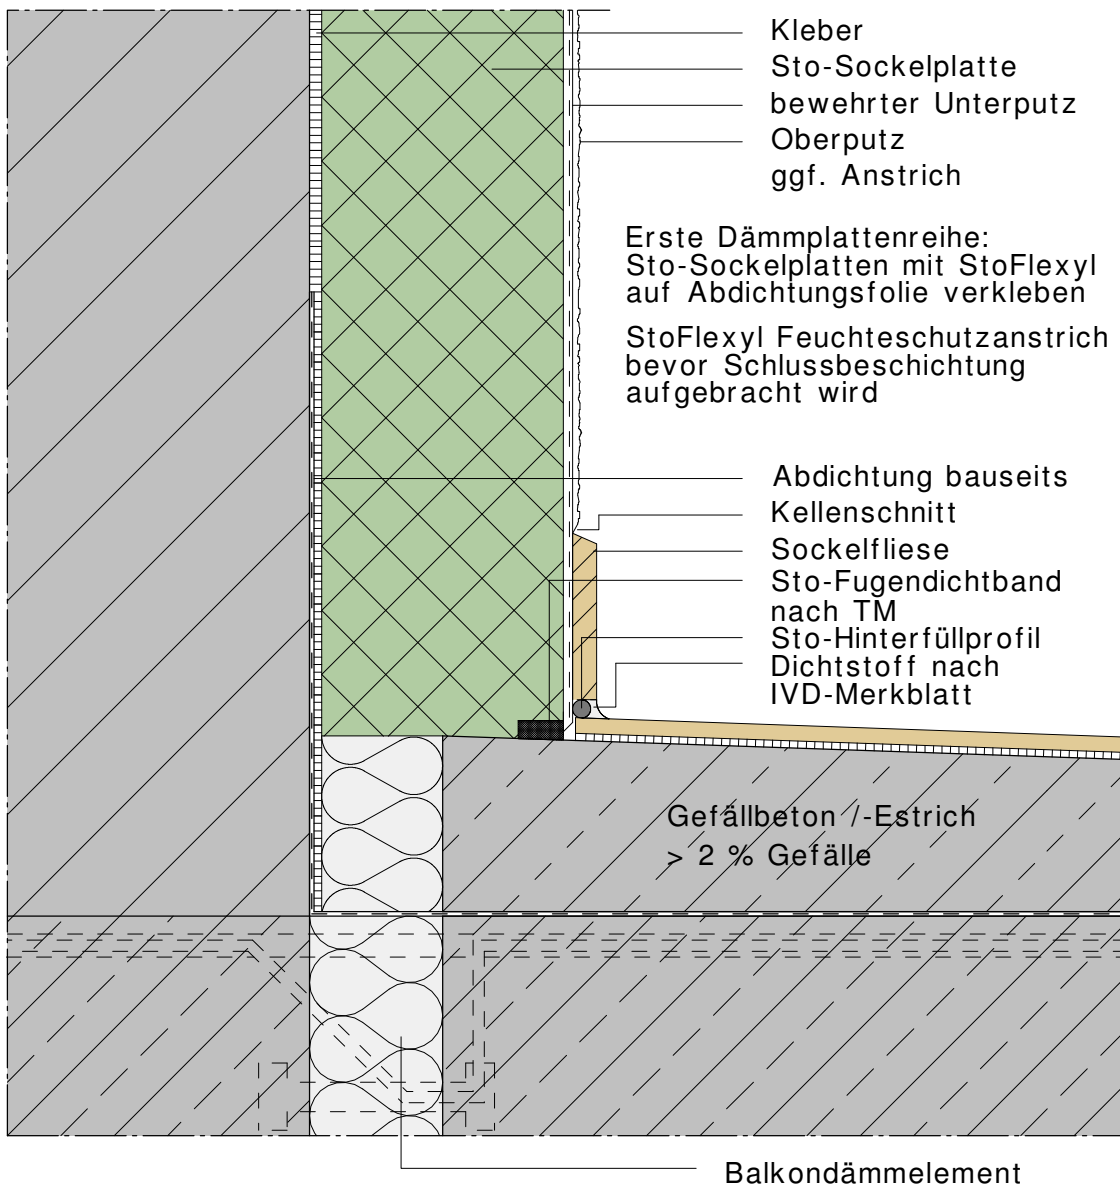 Kleber
Sto-Sockelplatte
bewehrter Unterputz
Oberputz
ggf. Anstrich
Erste Dämmplattenreihe:
Sto-Sockelplatten mit StoFlexyl
auf Abdichtungsfolie verkleben
StoFlexyl Feuchteschutzanstrich
bevor Schlussbeschichtung
aufgebracht wird
Abdichtung bauseits
Kellenschnitt
Sockelfliese
Sto-Fugendichtband
nach TM
Sto-Hinterfüllprofil
Dichtstoff nach
IVD-Merkblatt
Gefällbeton /-Estrich
> 2 % Gefälle
Balkondämmelement